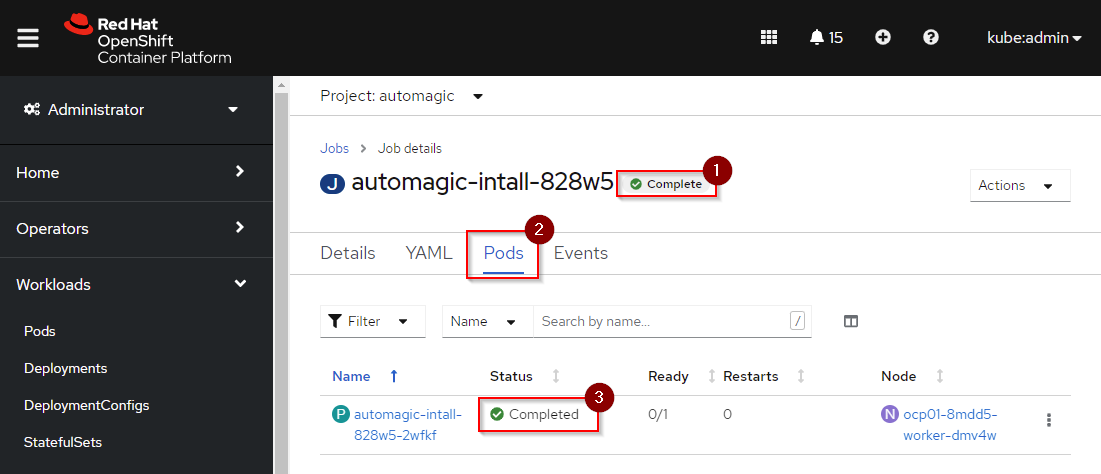 Red Hat
OpenShift
Container Platform
15
kube:admin
Administrator
Home
Operators
Workloads
Pods
Deployments
DeploymentConfigs
StatefulSets
Project: automagic
Jobs > Job details
J automagic-intall-828w5 Complete 1
Actions
Details YAML Pods 2 Events
Filter Name Search by name... /
Name Status Ready Restarts Node
P automagic-intall- Completed 3 0/1 0 N ocp01-8mdd5-
828w5-2wfkf worker-dmv4w